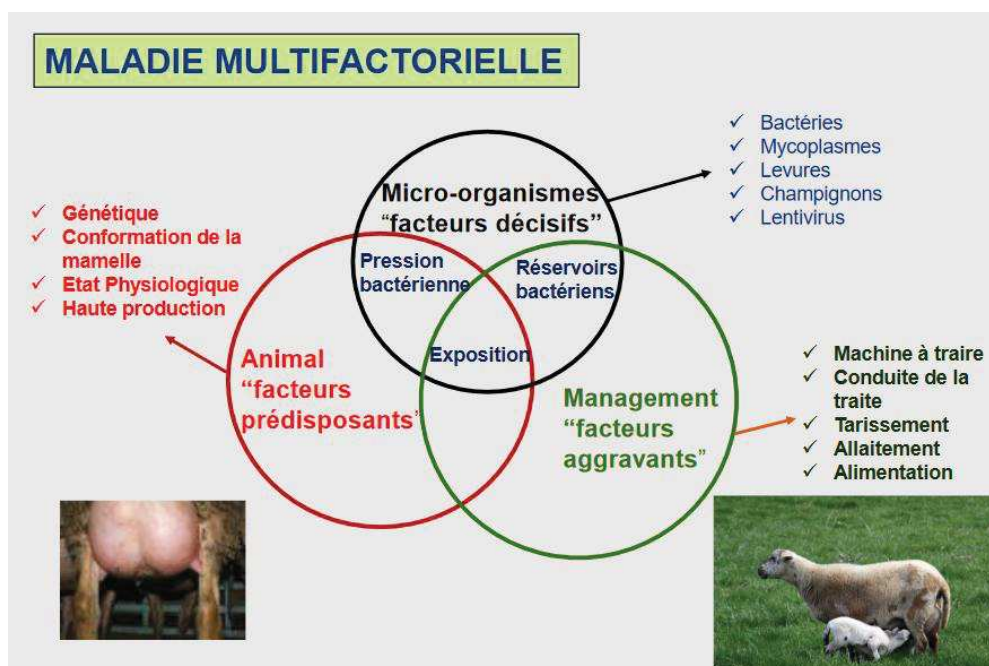 MALADIE MULTIFACTORIELLE
✓ Bactéries
✓ Mycoplasmes
✓ Levures
✓ Champignons
✓ Lentivirus
Micro-organismes
“facteurs décisifs”
✓ Génétique
✓ Conformation de la
mamelle
✓ Etat Physiologique
✓ Haute production
Pression
bactérienne
Réservoirs
bactériens
Exposition
Animal
“facteurs
prédisposants”
Management
“facteurs
aggravants”
✓ Machine à traire
✓ Conduite de la
traite
✓ Tarissement
✓ Allaitement
✓ Alimentation